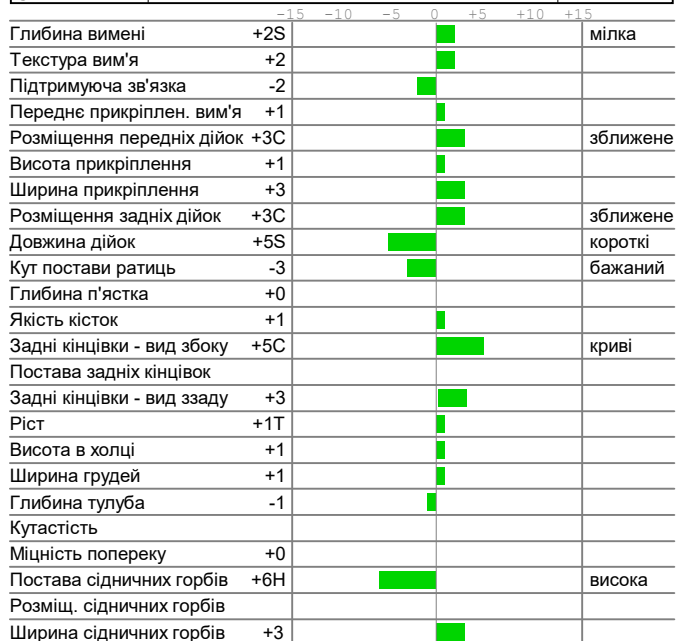 -15 -10 -5 0 +5 +10 +15
Глибина вимені +2S мілка
Текстура вим'я +2
Підтримуюча зв'язка -2
Переднє прикріплен. вим'я +1
Розміщення передніх дійок +3C зближене
Висота прикріплення +1
Ширина прикріплення +3
Розміщення задніх дійок +3C зближене
Довжина дійок +5S короткі
Кут постави ратиць -3 бажаний
Глибина п'ястка +0
Якість кісток +1
Задні кінцівки - вид збоку +5C криві
Постава задніх кінцівок
Задні кінцівки - вид ззаду +3
Ріст +1T
Висота в холці +1
Ширина грудей +1
Глибина тулуба -1
Кутастість
Міцність попереку +0
Постава сідничних горбів +6H висока
Розміщ. сідничних горбів
Ширина сідничних горбів +3